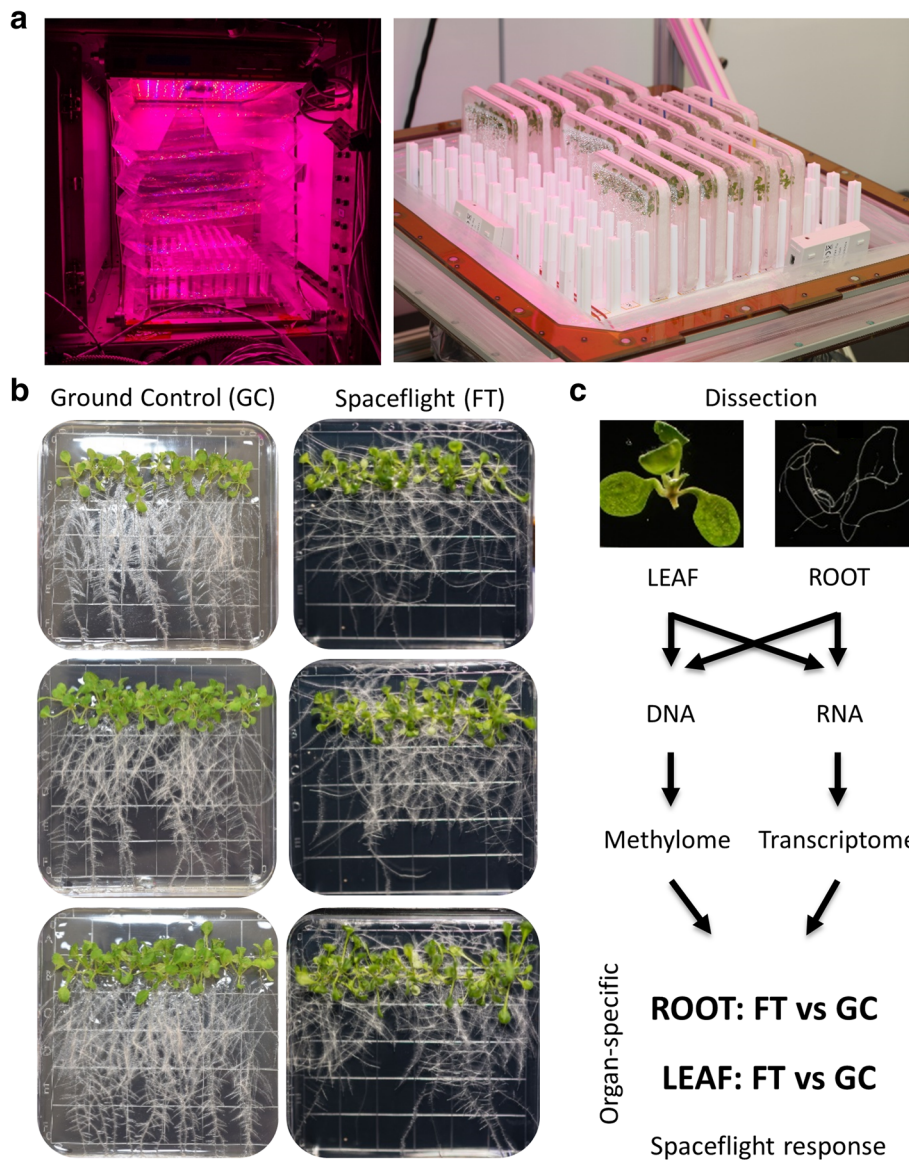 a
b
Ground Control (GC)
Spaceflight (FT)
c
Dissection
LEAF
ROOT
DNA
RNA
Methylome
Transcriptome
Organ-specific
ROOT: FT vs GC
LEAF: FT vs GC
Spaceflight response